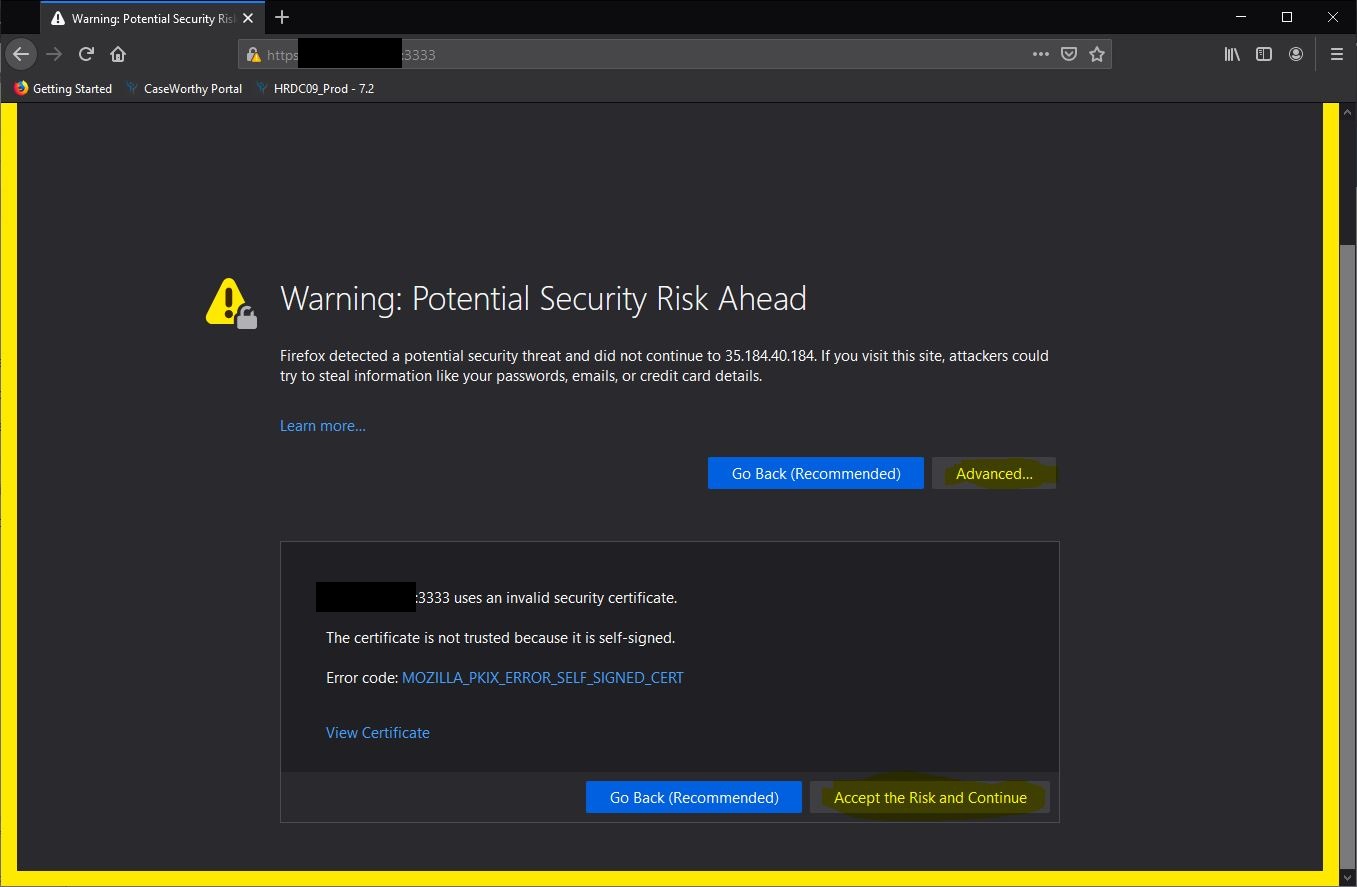 Warning: Potential Security Ris
https :3333
Getting Started CaseWorthy Portal HRDC09_Prod - 7.2
Warning: Potential Security Risk Ahead
Firefox detected a potential security threat and did not continue to 35.184.40.184. If you visit this site, attackers could
try to steal information like your passwords, emails, or credit card details.
Learn more...
Go Back (Recommended) Advanced...
:3333 uses an invalid security certificate.
The certificate is not trusted because it is self-signed.
Error code: MOZILLA_PKIX_ERROR_SELF_SIGNED_CERT
View Certificate
Go Back (Recommended) Accept the Risk and Continue